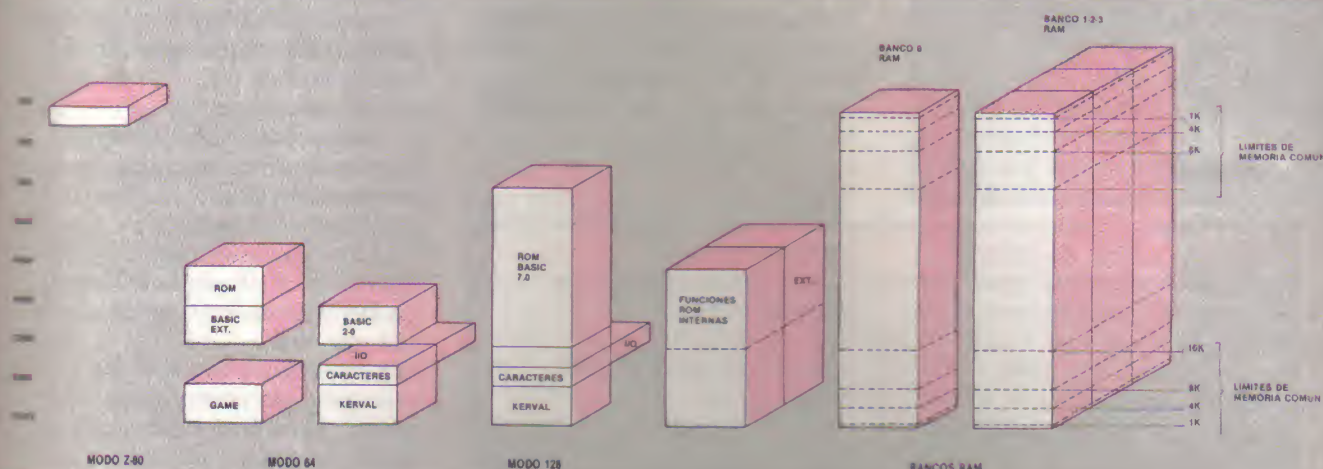 BANCO 1-2-3
RAM
BANCO 0
RAM
1K
4K
8K
LIMITES DE
MEMORIA COMUN
ROM
BASIC
EXT.
GAME
BASIC
2-0
I/O
CARACTERES
KERVAL
ROM
BASIC
7.0
I/O
CARACTERES
KERVAL
FUNCIONES
ROM
INTERNAS
EXT.
16K
8K
4K
1K
LIMITES DE
MEMORIA COMUN
MODO Z-80
MODO 64
MODO 128
BANCOS RAM